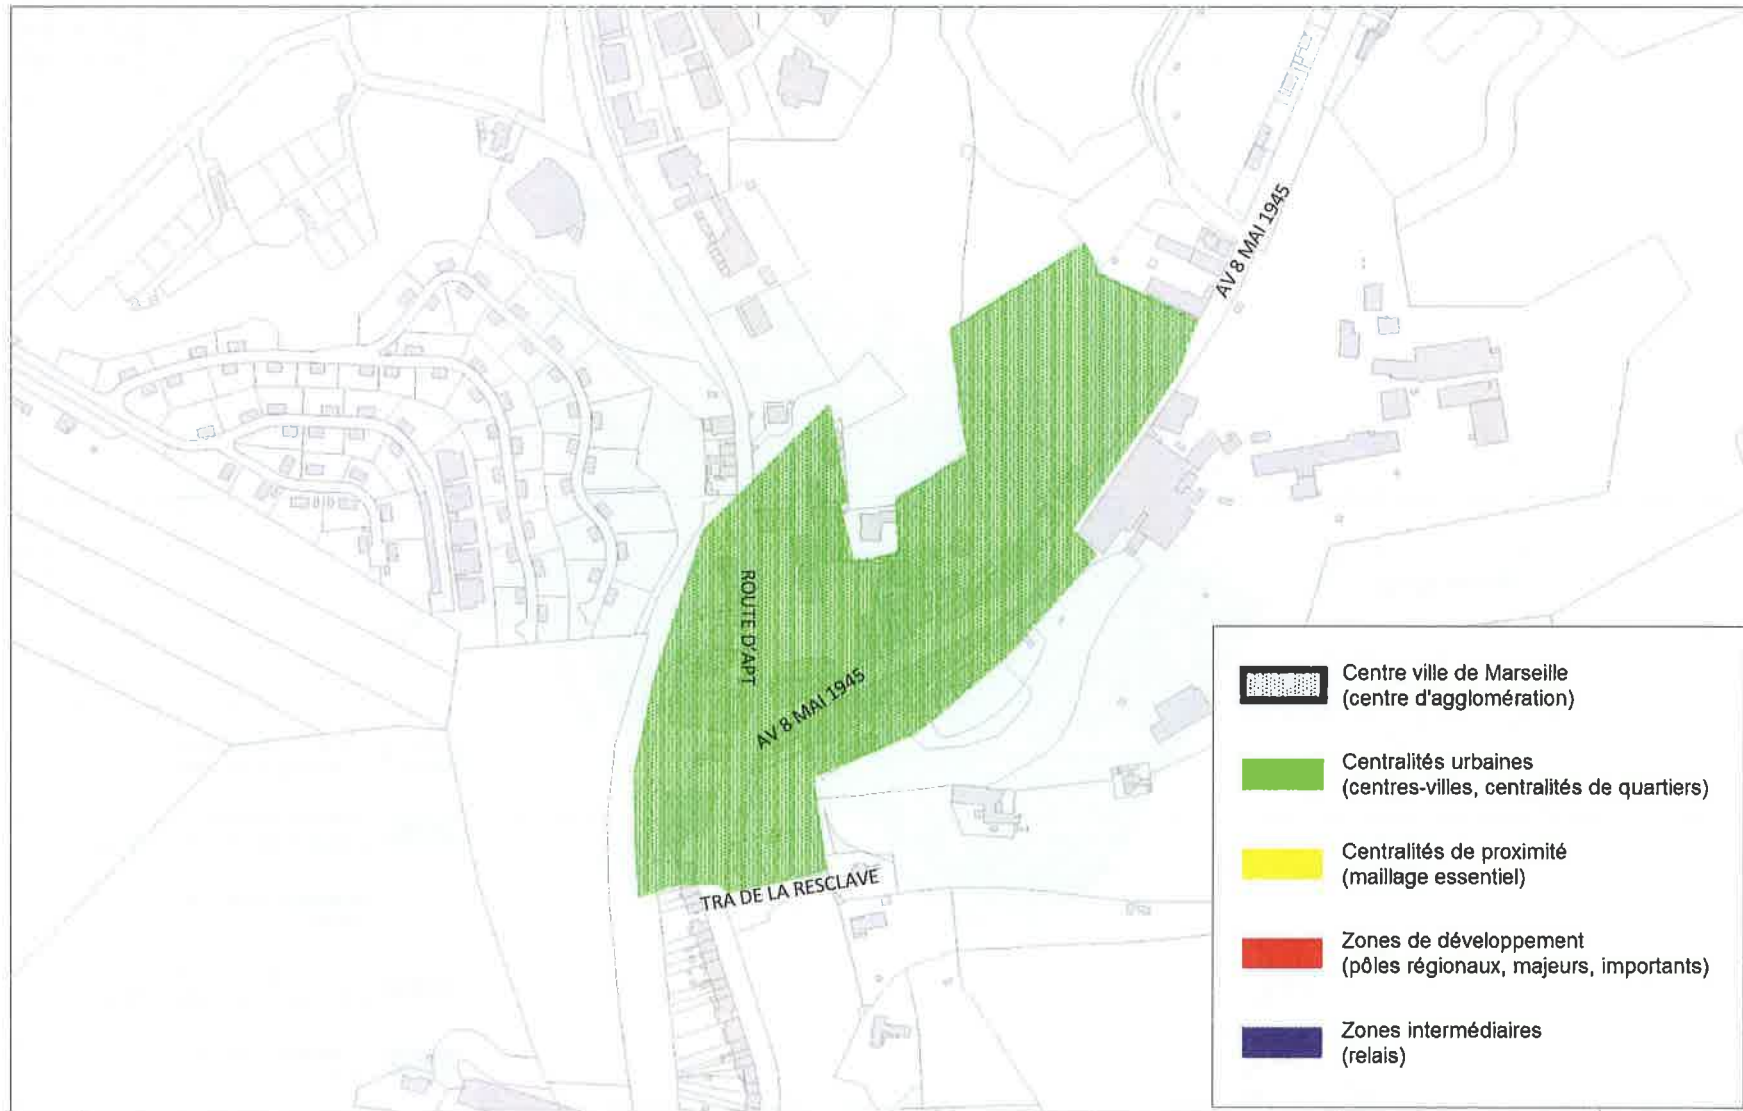 AV 8 MAI 1945
ROUTE D'APT
AV 8 MAI 1945
TRA DE LA RESCLAVE
Centre ville de Marseille
(centre d'agglomération)
Centralités urbaines
(centres-villes, centralités de quartiers)
Centralités de proximité
(maillage essentiel)
Zones de développement
(pôles régionaux, majeurs, importants)
Zones intermédiaires
(relais)